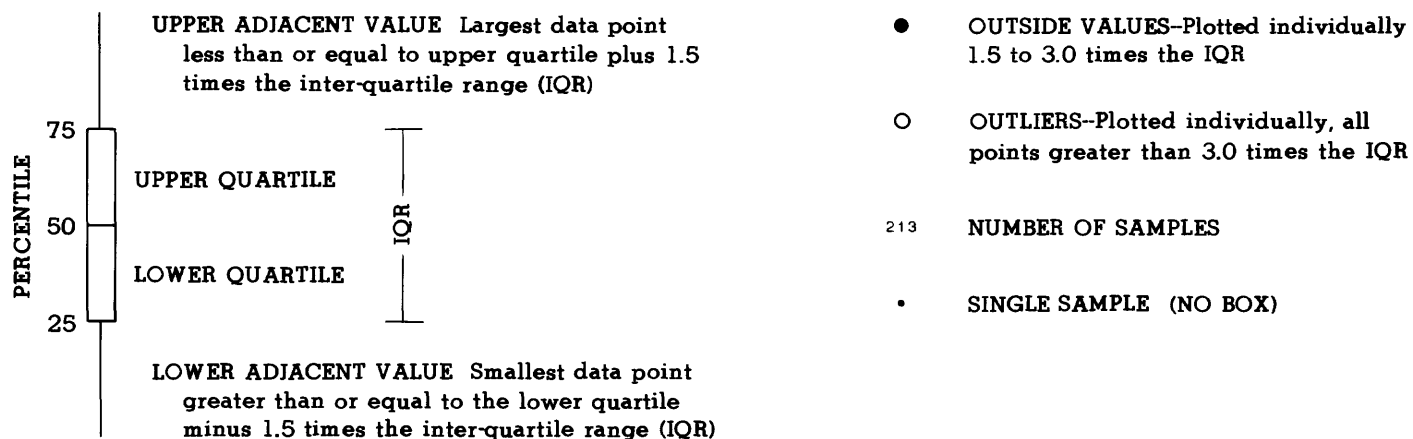 UPPER ADJACENT VALUE Largest data point
less than or equal to upper quartile plus 1.5
times the inter-quartile range (IQR)
75
UPPER QUARTILE
PERCENTILE
50
IQR
LOWER QUARTILE
25
LOWER ADJACENT VALUE Smallest data point
greater than or equal to the lower quartile
minus 1.5 times the inter-quartile range (IQR)
OUTSIDE VALUES--Plotted individually
1.5 to 3.0 times the IQR
OUTLIERS--Plotted individually, all
points greater than 3.0 times the IQR
213 NUMBER OF SAMPLES
SINGLE SAMPLE (NO BOX)